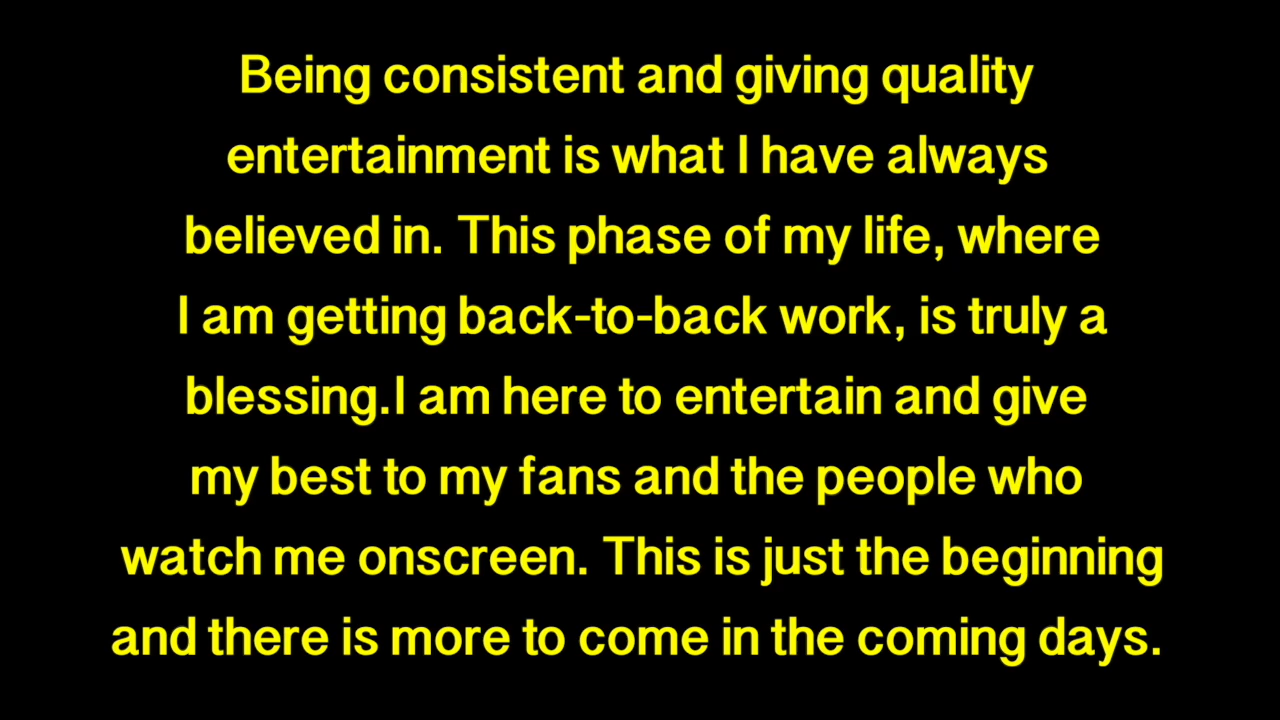 Being consistent and giving quality
entertainment is what I have always
believed in. This phase of my life, where
I am getting back-to-back work, is truly a
blessing.I am here to entertain and give
my best to my fans and the people who
watch me onscreen. This is just the beginning
and there is more to come in the coming days.